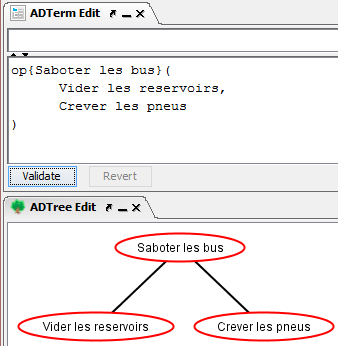 ADTerm Edit
op{Saboter les bus}(
Vider les reservoirs,
Crever les pneus
)
Validate Revert
ADTree Edit
Saboter les bus
Vider les reservoirs Crever les pneus